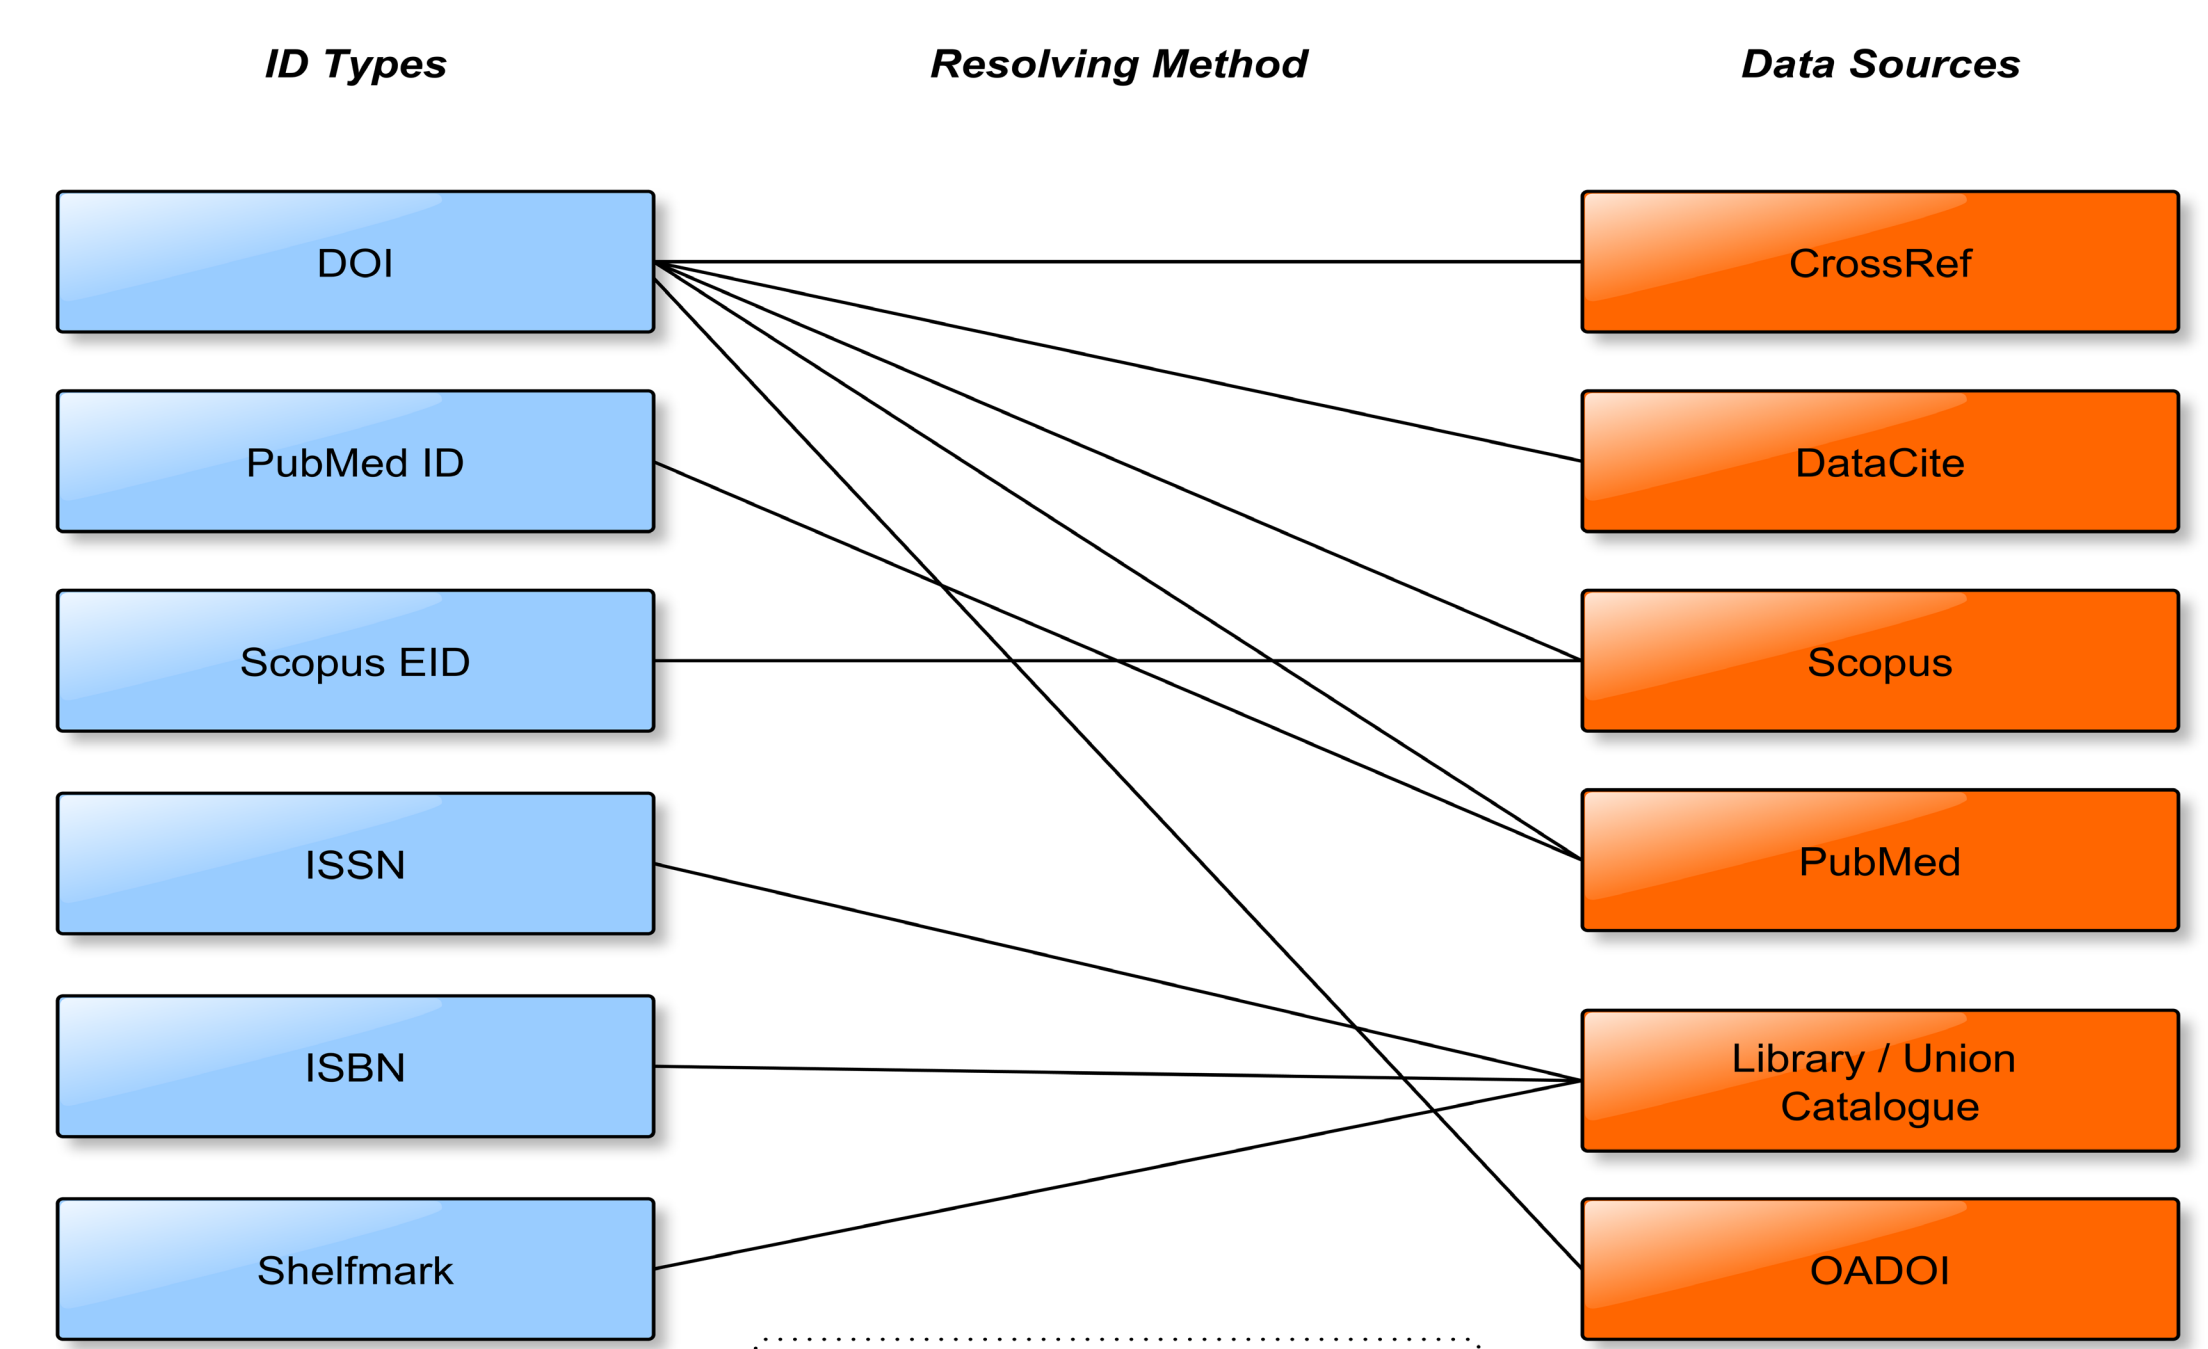 ID Types
Resolving Method
Data Sources
DOI
CrossRef
PubMed ID
DataCite
Scopus EID
Scopus
ISSN
PubMed
ISBN
Library / Union
Catalogue
Shelfmark
OADOI